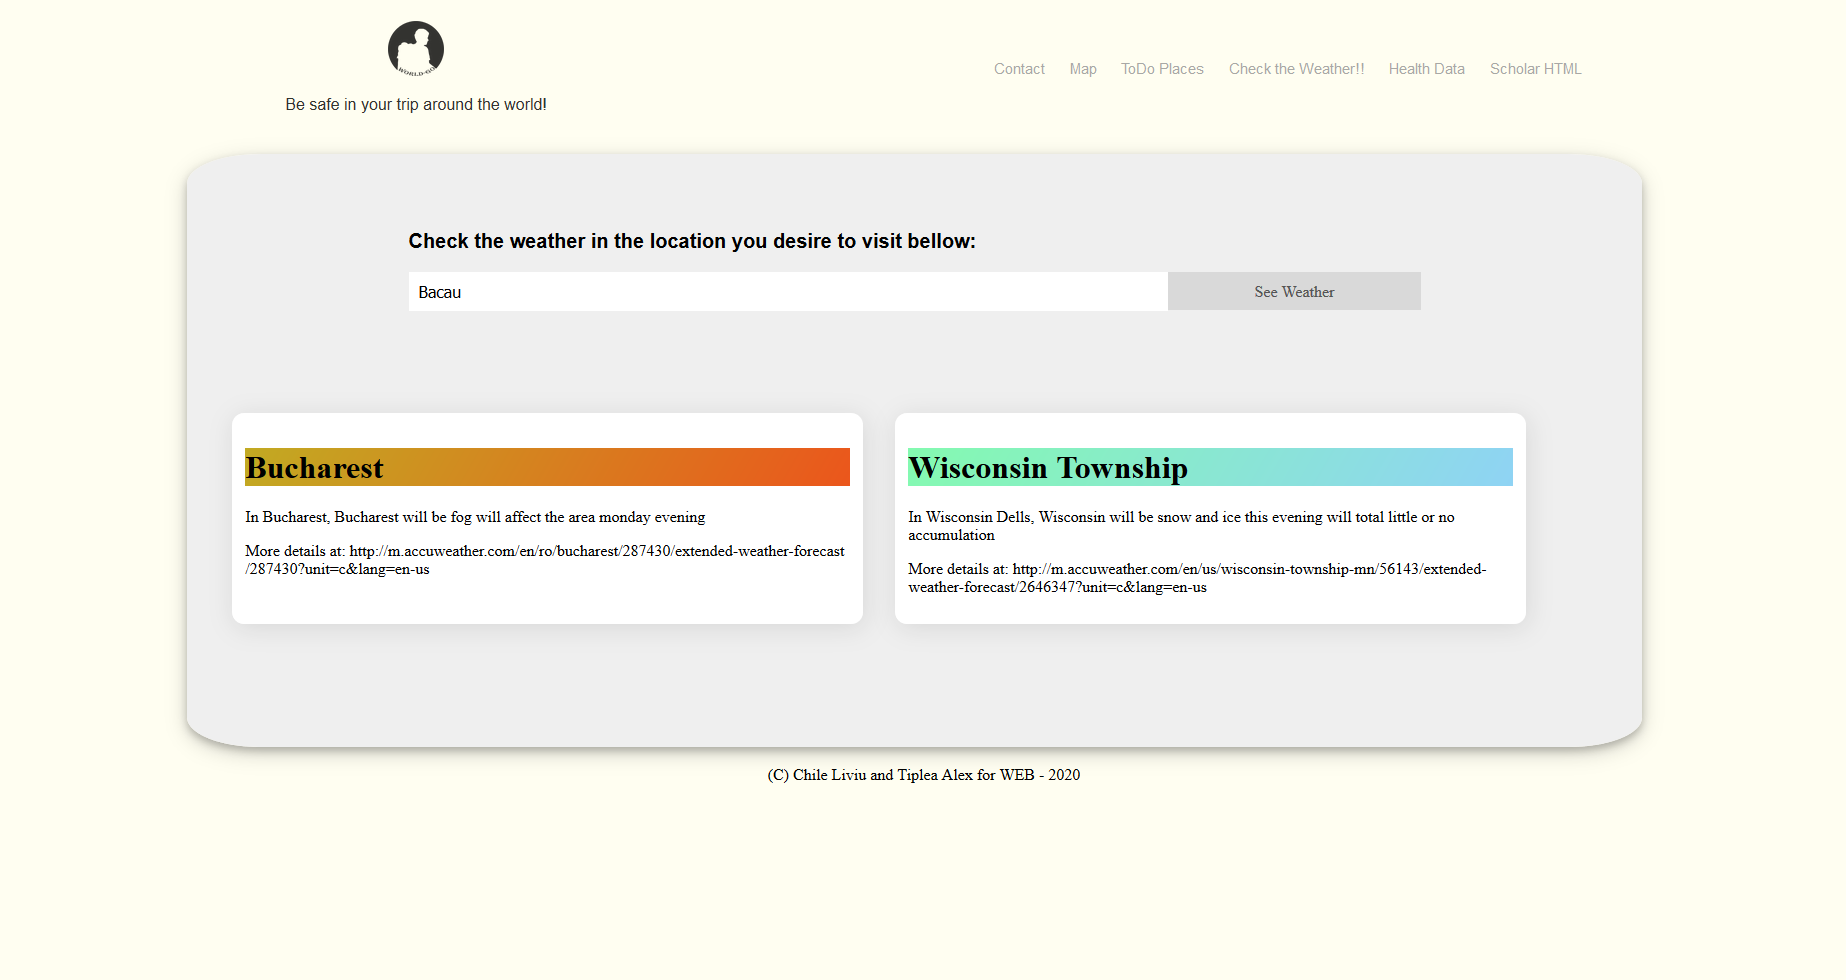 WORLD-GO
Be safe in your trip around the world!
Contact Map ToDo Places Check the Weather!! Health Data Scholar HTML
Check the weather in the location you desire to visit bellow:
Bacau
See Weather
Bucharest
In Bucharest, Bucharest will be fog will affect the area monday evening
More details at: http://m.accuweather.com/en/ro/bucharest/287430/extended-weather-forecast
/287430?unit=c&lang=en-us
Wisconsin Township
In Wisconsin Dells, Wisconsin will be snow and ice this evening will total little or no
accumulation
More details at: http://m.accuweather.com/en/us/wisconsin-township-mn/56143/extended-
weather-forecast/2646347?unit=c&lang=en-us
(C) Chile Liviu and Tiplea Alex for WEB - 2020